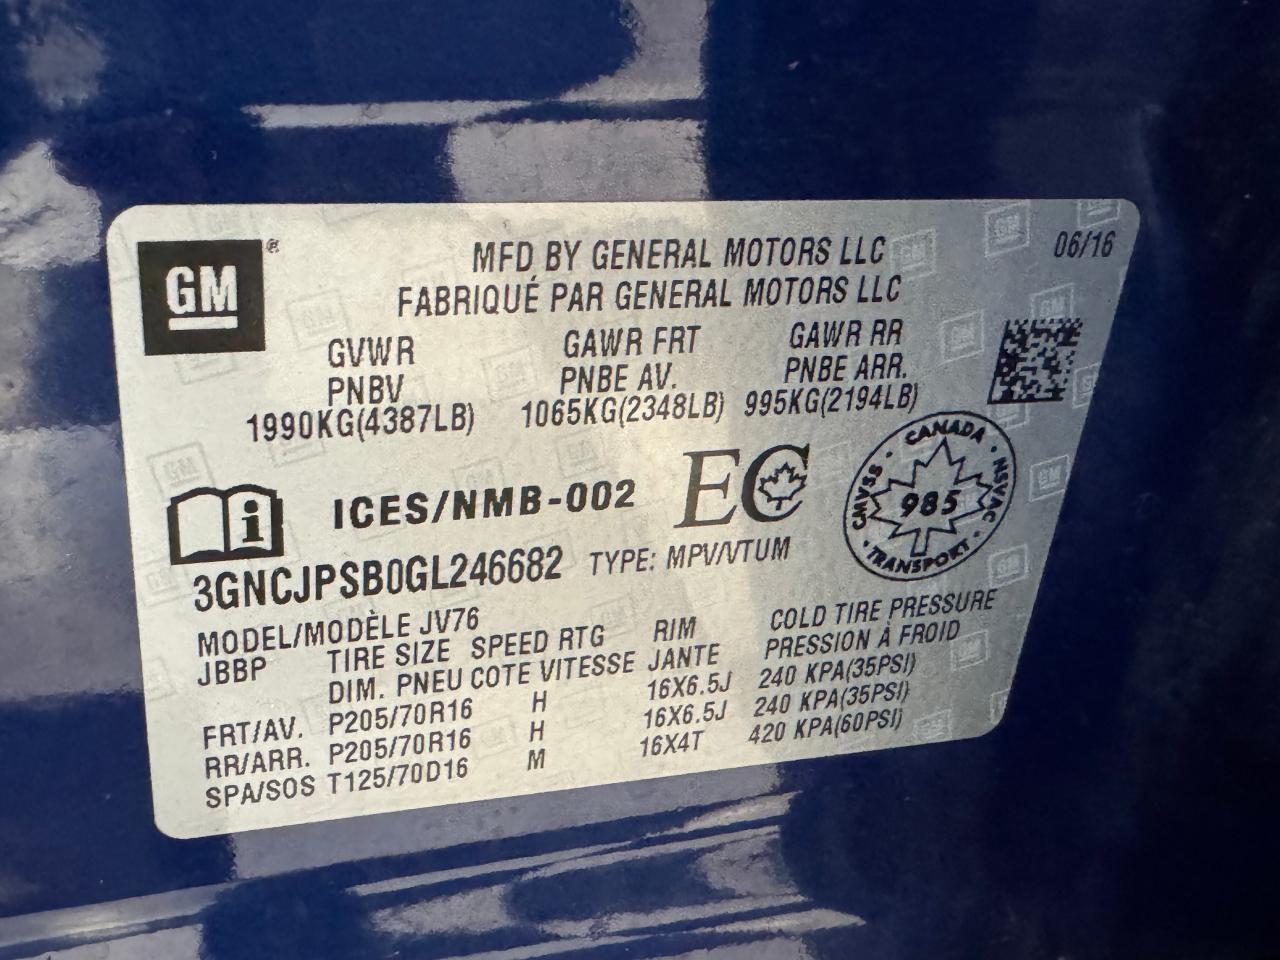 GM ®
MFD BY GENERAL MOTORS LLC
06/16
FABRIQUÉ PAR GENERAL MOTORS LLC
GVWR GAWR FRT GAWR RR
PNBV PNBE AV. PNBE ARR.
1990KG(4387LB) 1065KG(2348LB) 995KG(2194LB)
ICES/NMB-002
EC
CANADA
CMVSS
NSVAC
985
TRANSPORT
3GNCJPSB0GL246682 TYPE: MPV/VTUM
MODEL/MODÈLE JV76
JBBP TIRE SIZE SPEED RTG RIM COLD TIRE PRESSURE
DIM. PNEU COTE VITESSE JANTE PRESSION À FROID
FRT/AV. P205/70R16 H 16X6.5J 240 KPA(35PSI)
RR/ARR. P205/70R16 H 16X6.5J 240 KPA(35PSI)
SPA/SOS T125/70D16 M 16X4T 420 KPA(60PSI)